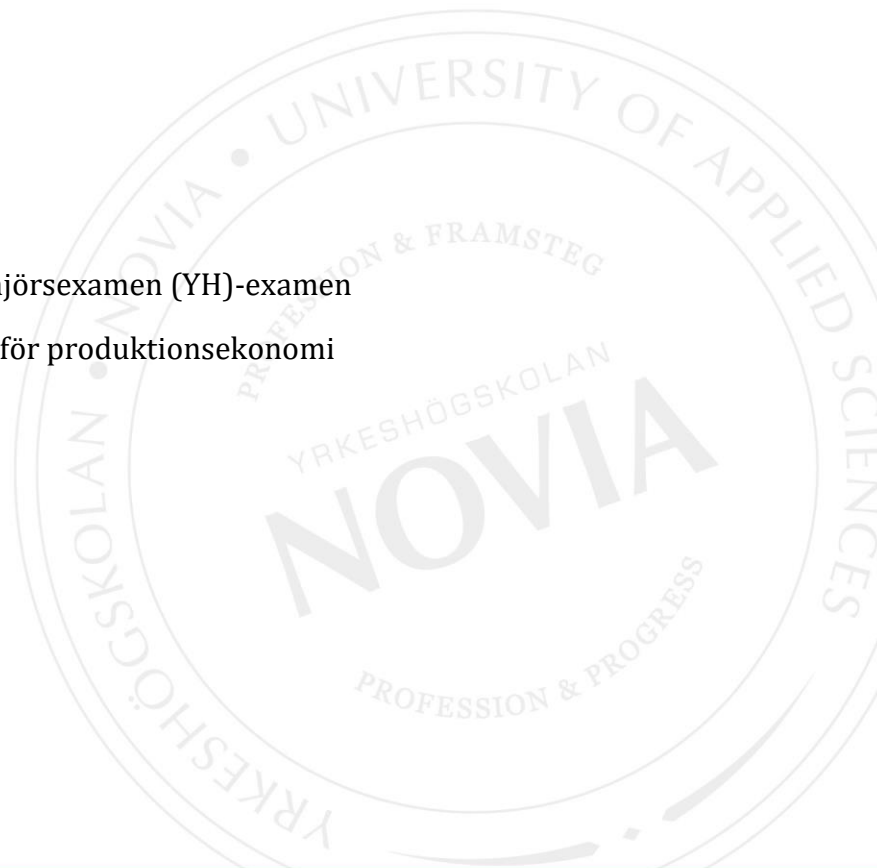 YRKESHÖGSKOLAN • NOVIA • UNIVERSITY OF APPLIED SCIENCES
PROFESSION & FRAMSTEG
jörsexamen (YH)-examen
för produktionsekonomi
YRKESHÖGSKOLAN
NOVIA
PROFESSION & PROGRESS